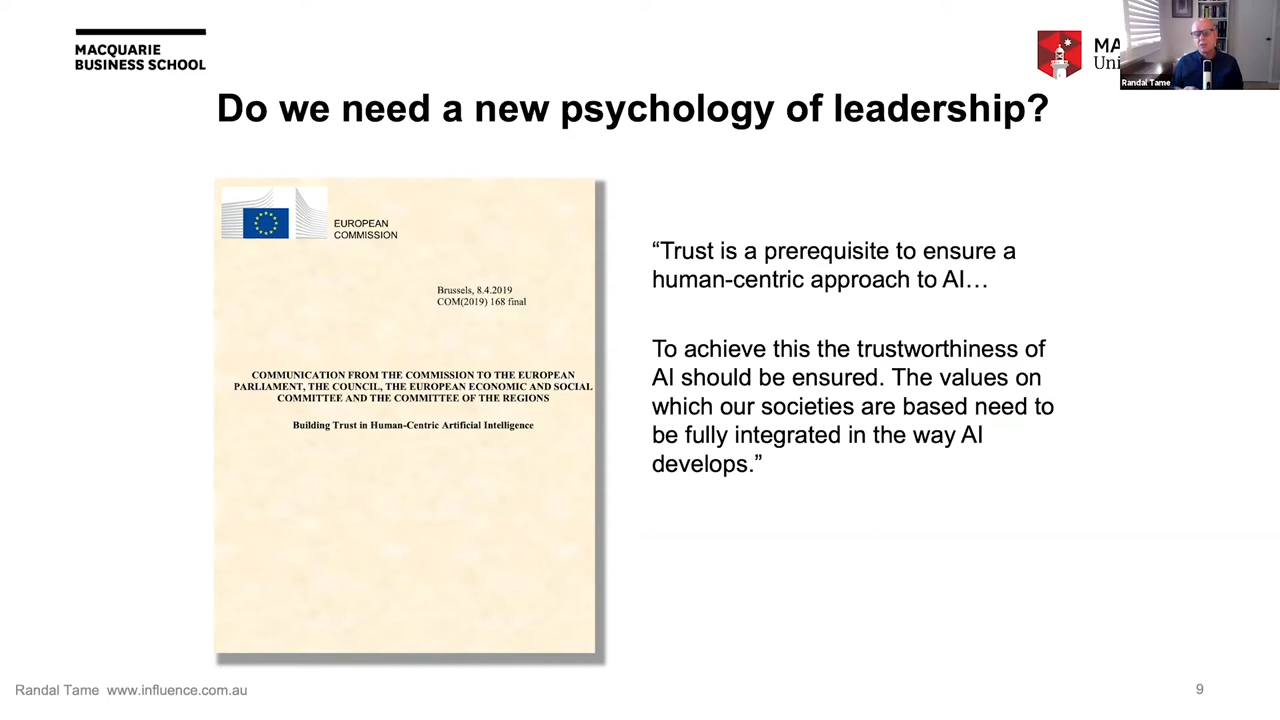 MACQUARIE
BUSINESS SCHOOL
MA
Uni
Randal Tame
Do we need a new psychology of leadership?
EUROPEAN
COMMISSION
Brussels, 8.4.2019
COM(2019) 168 final
COMMUNICATION FROM THE COMMISSION TO THE EUROPEAN
PARLIAMENT, THE COUNCIL, THE EUROPEAN ECONOMIC AND SOCIAL
COMMITTEE AND THE COMMITTEE OF THE REGIONS
Building Trust in Human-Centric Artificial Intelligence
“Trust is a prerequisite to ensure a
human-centric approach to AI…
To achieve this the trustworthiness of
AI should be ensured. The values on
which our societies are based need to
be fully integrated in the way AI
develops.”
Randal Tame www.influence.com.au
9